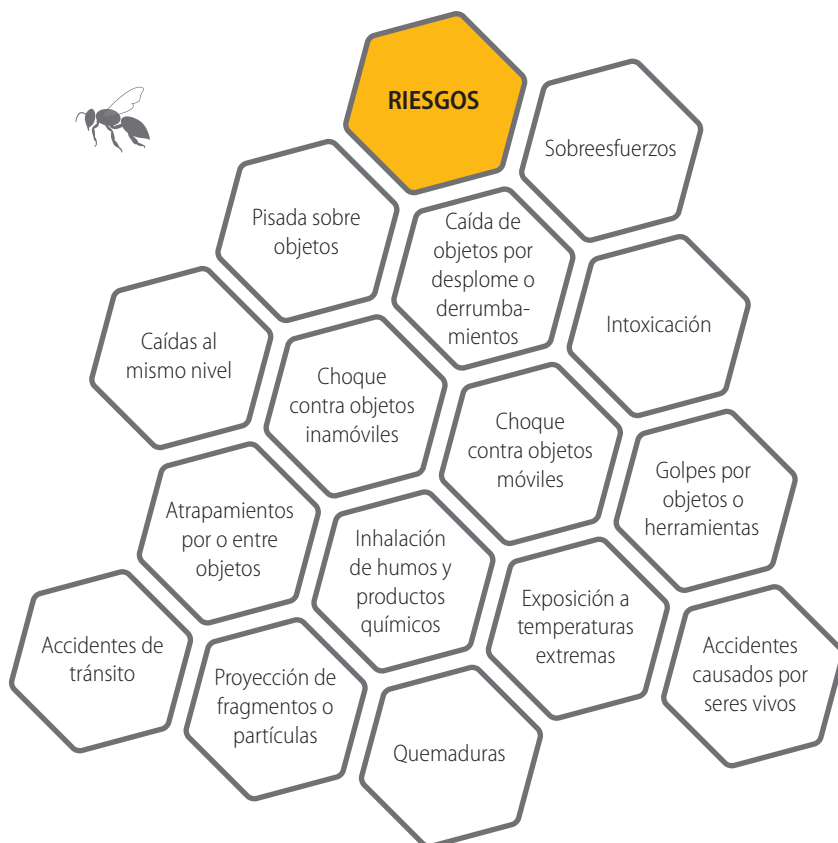 RIESGOS
Sobreesfuerzos
Pisada sobre
objetos
Caída de
objetos por
desplome o
derrumba-
mientos
Intoxicación
Caídas al
mismo nivel
Choque
contra objetos
inamóviles
Choque
contra objetos
móviles
Golpes por
objetos o
herramientas
Atrapamientos
por o entre
objetos
Inhalación
de humos y
productos
químicos
Exposición a
temperaturas
extremas
Accidentes
causados por
seres vivos
Accidentes de
tránsito
Proyección de
fragmentos o
partículas
Quemaduras